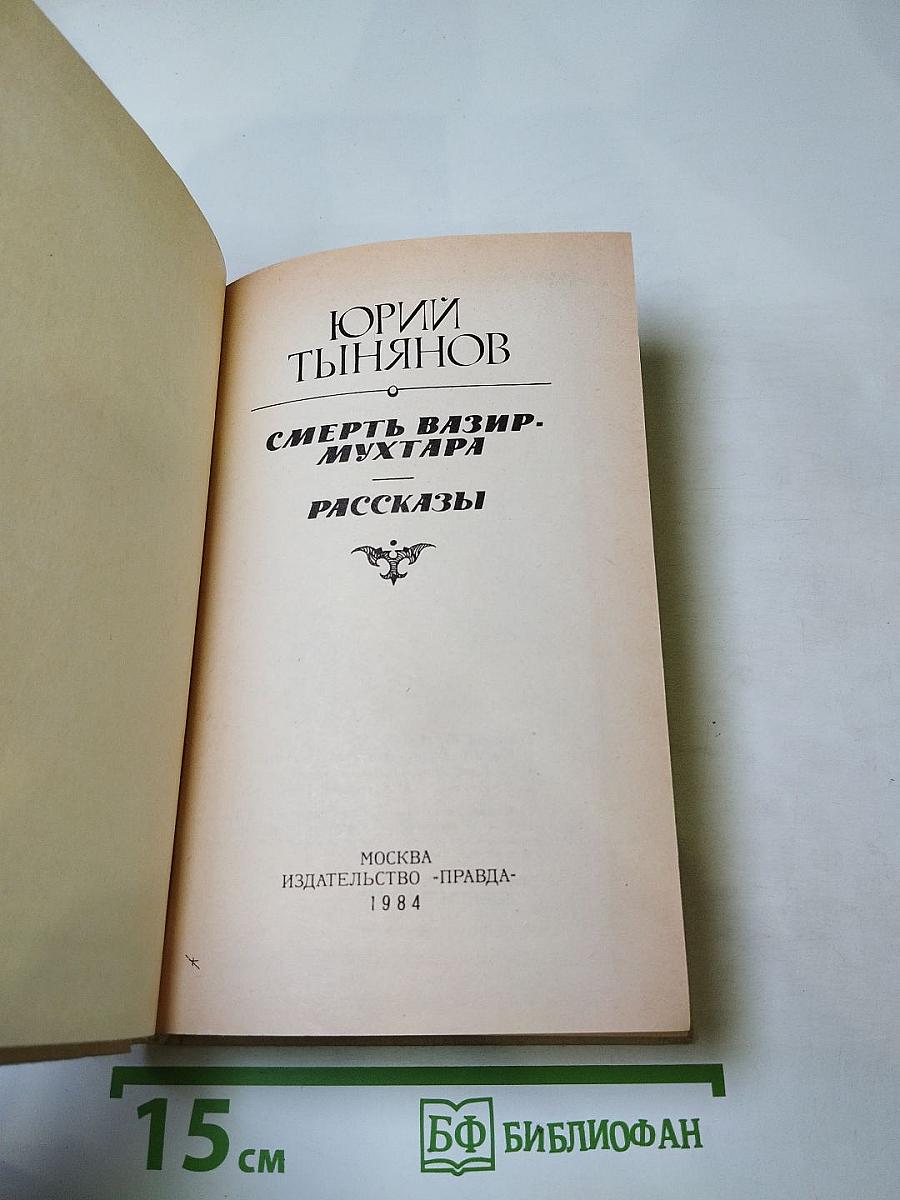 ЮРИЙ
ТЫНЯНОВ
СМЕРТЬ ВАЗИР-
МУХТАРА
РАССКАЗЫ
МОСКВА
ИЗДАТЕЛЬСТВО «ПРАВДА»
1984
15 см
БФ БИБЛИОФАН